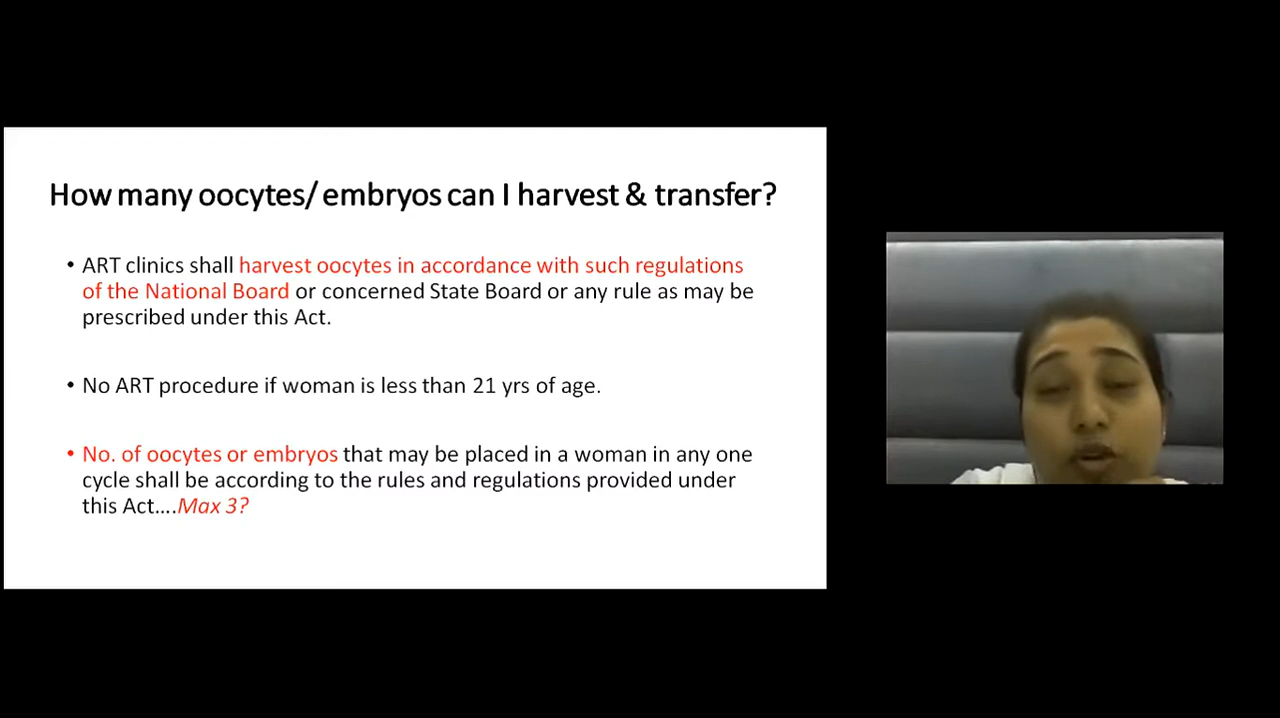 How many oocytes/ embryos can I harvest & transfer?
• ART clinics shall harvest oocytes in accordance with such regulations
of the National Board or concerned State Board or any rule as may be
prescribed under this Act.
• No ART procedure if woman is less than 21 yrs of age.
• No. of oocytes or embryos that may be placed in a woman in any one
cycle shall be according to the rules and regulations provided under
this Act....Max 3?